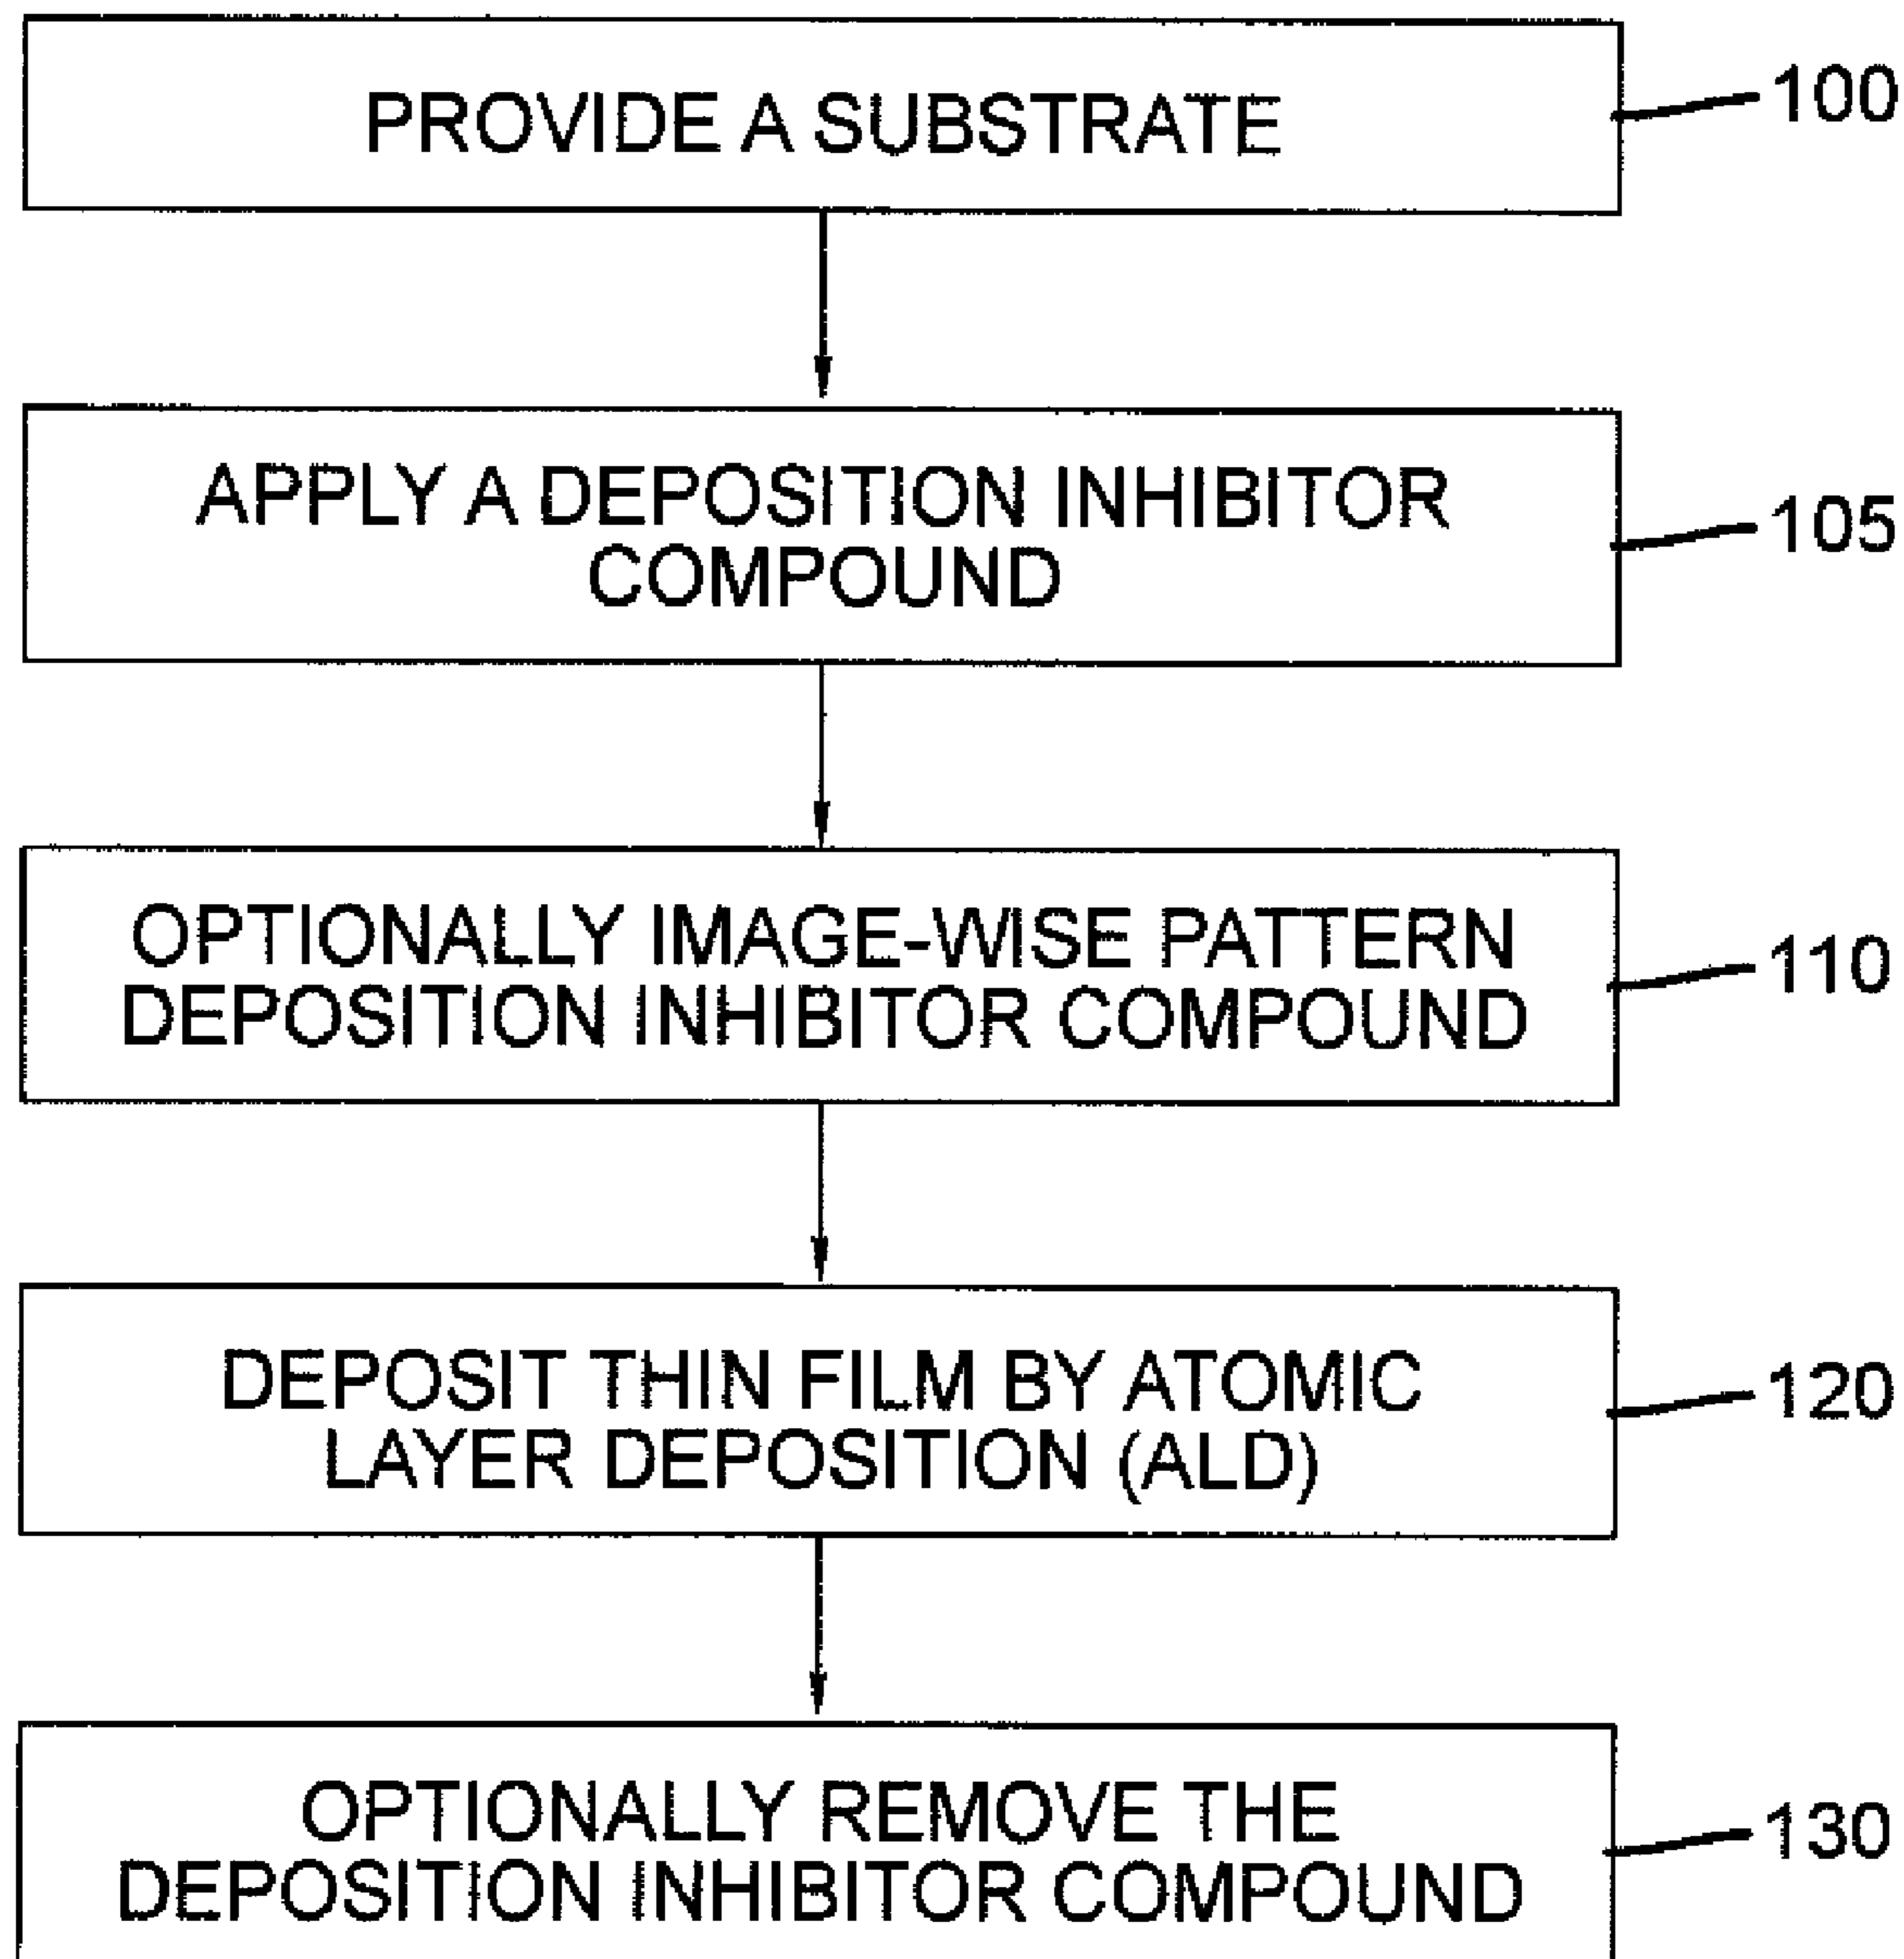 PROVIDE A SUBSTRATE
100
APPLY A DEPOSITION INHIBITOR
COMPOUND
105
OPTIONALLY IMAGE-WISE PATTERN
DEPOSITION INHIBITOR COMPOUND
110
DEPOSIT THIN FILM BY ATOMIC
LAYER DEPOSITION (ALD)
120
OPTIONALLY REMOVE THE
DEPOSITION INHIBITOR COMPOUND
130